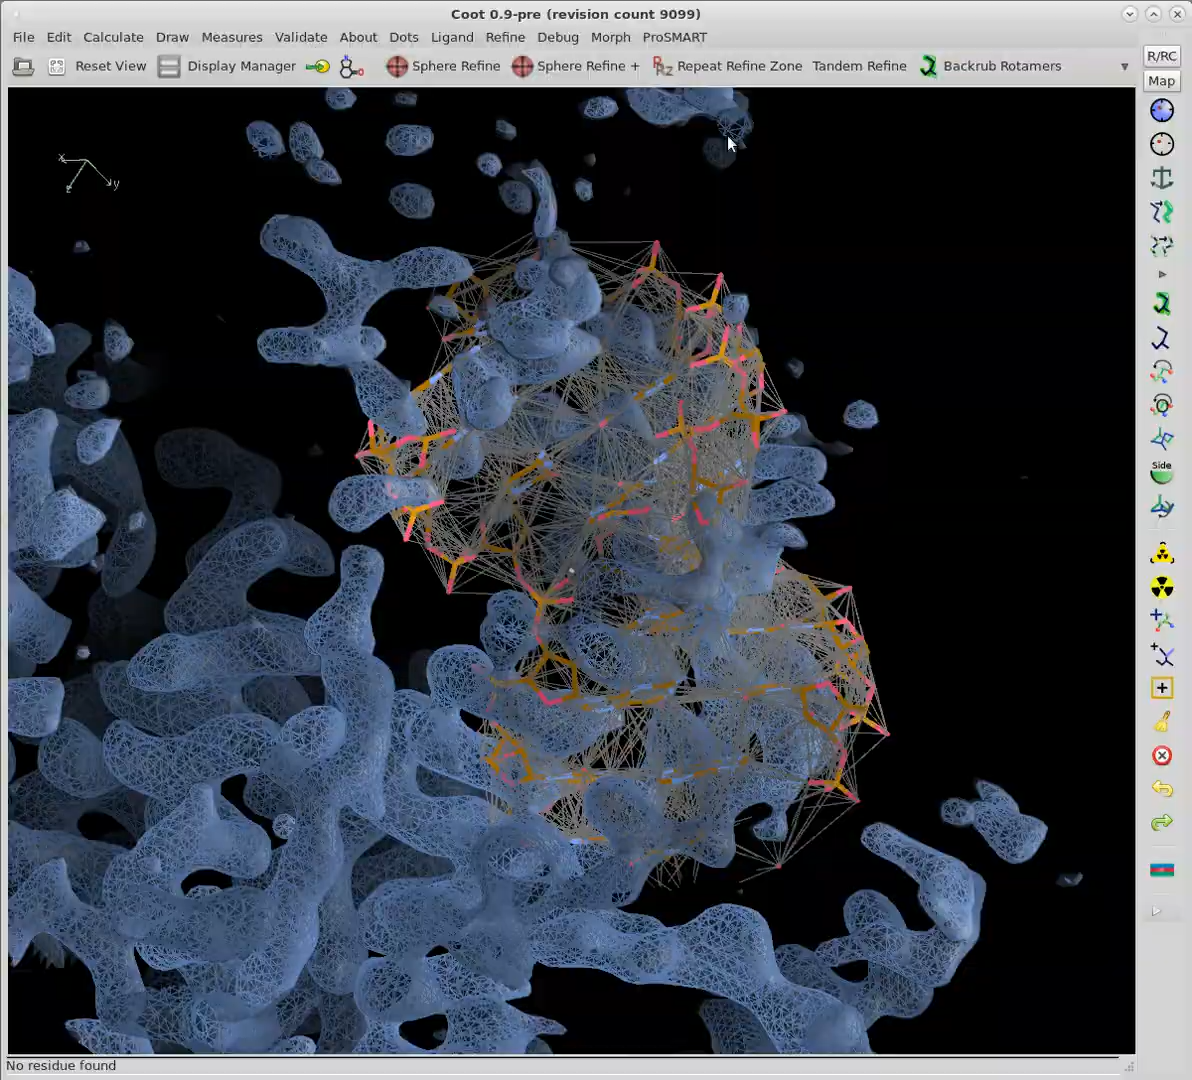 Coot 0.9-pre (revision count 9099)
File Edit Calculate Draw Measures Validate About Dots Ligand Refine Debug Morph ProSMART
Reset View Display Manager Sphere Refine Sphere Refine + Repeat Refine Zone Tandem Refine Backrub Rotamers
R/RC
Map
x
z
y
Side
No residue found